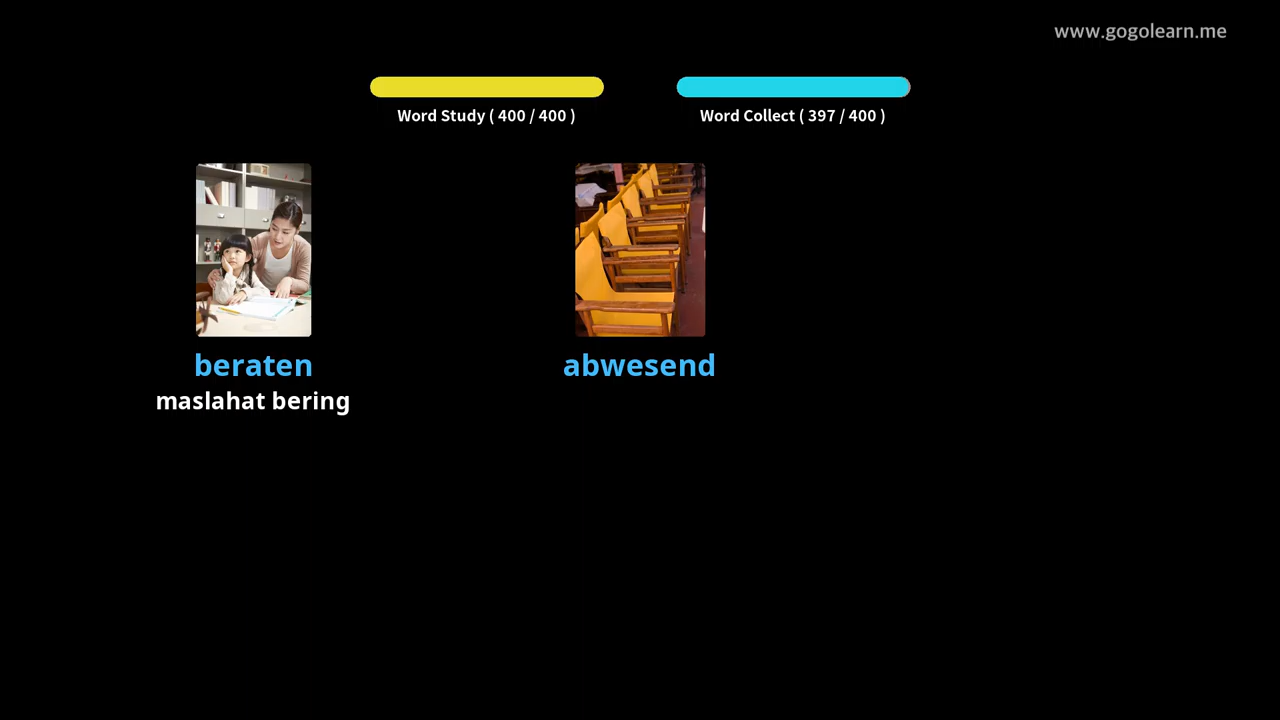 www.gogolearn.me
Word Study ( 400 / 400 )
Word Collect ( 397 / 400 )
beraten
maslahat bering
abwesend